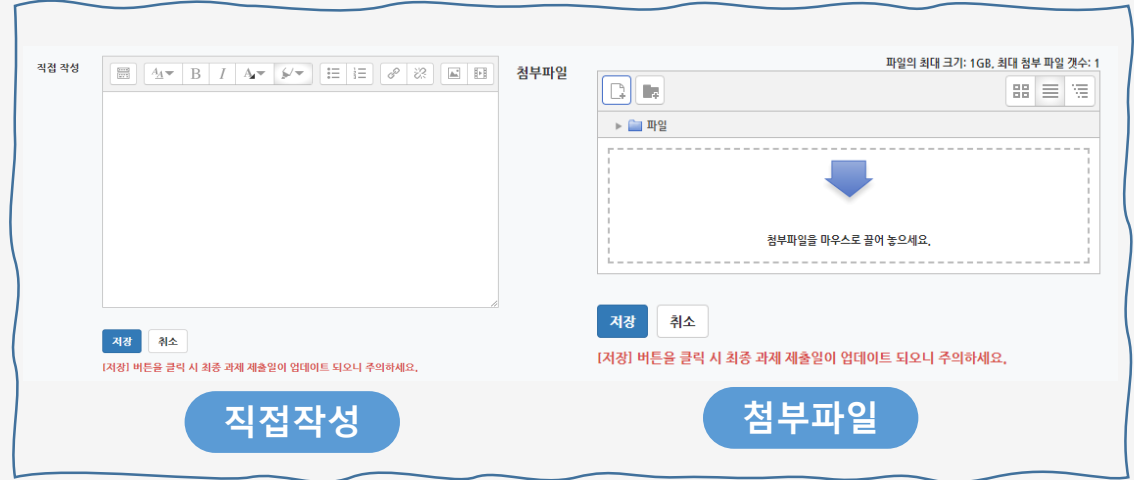 직접 작성
저장 취소
[저장] 버튼을 클릭 시 최종 과제 제출일이 업데이트 되오니 주의하세요.
직접작성
첨부파일
파일의 최대 크기: 1GB, 최대 첨부 파일 갯수: 1
파일
첨부파일을 마우스로 끌어 놓으세요.
저장 취소
[저장] 버튼을 클릭 시 최종 과제 제출일이 업데이트 되오니 주의하세요.
첨부파일